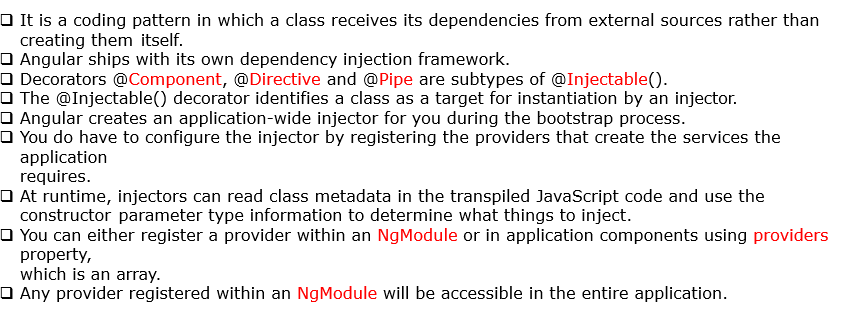 ❑ It is a coding pattern in which a class receives its dependencies from external sources rather than
creating them itself.
❑ Angular ships with its own dependency injection framework.
❑ Decorators @Component, @Directive and @Pipe are subtypes of @Injectable().
❑ The @Injectable() decorator identifies a class as a target for instantiation by an injector.
❑ Angular creates an application-wide injector for you during the bootstrap process.
❑ You do have to configure the injector by registering the providers that create the services the
application
requires.
❑ At runtime, injectors can read class metadata in the transpiled JavaScript code and use the
constructor parameter type information to determine what things to inject.
❑ You can either register a provider within an NgModule or in application components using providers
property,
which is an array.
❑ Any provider registered within an NgModule will be accessible in the entire application.